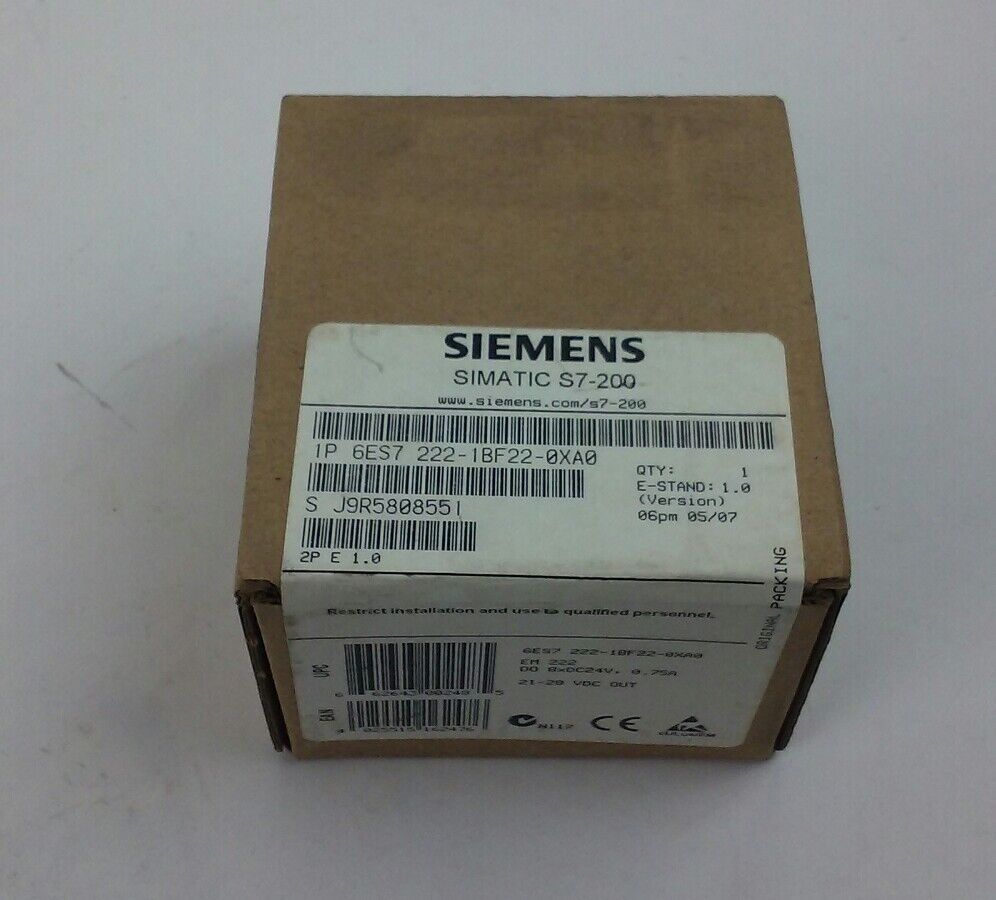 SIEMENS
SIMATIC S7-200
www.siemens.com/s7-200
1P 6ES7 222-1BF22-0XA0
S J9R5808551
2P E 1.0
QTY: 1
E-STAND: 1.0
(Version)
06pm 05/07
ORIGINAL PACKING
Restrict installation and use to qualified personnel.
UPC
6ES7 222-1BF22-0XA0
EM 222
DO 8xDC24V, 0.75A
21-28 VDC OUT
EAN
N117
CE